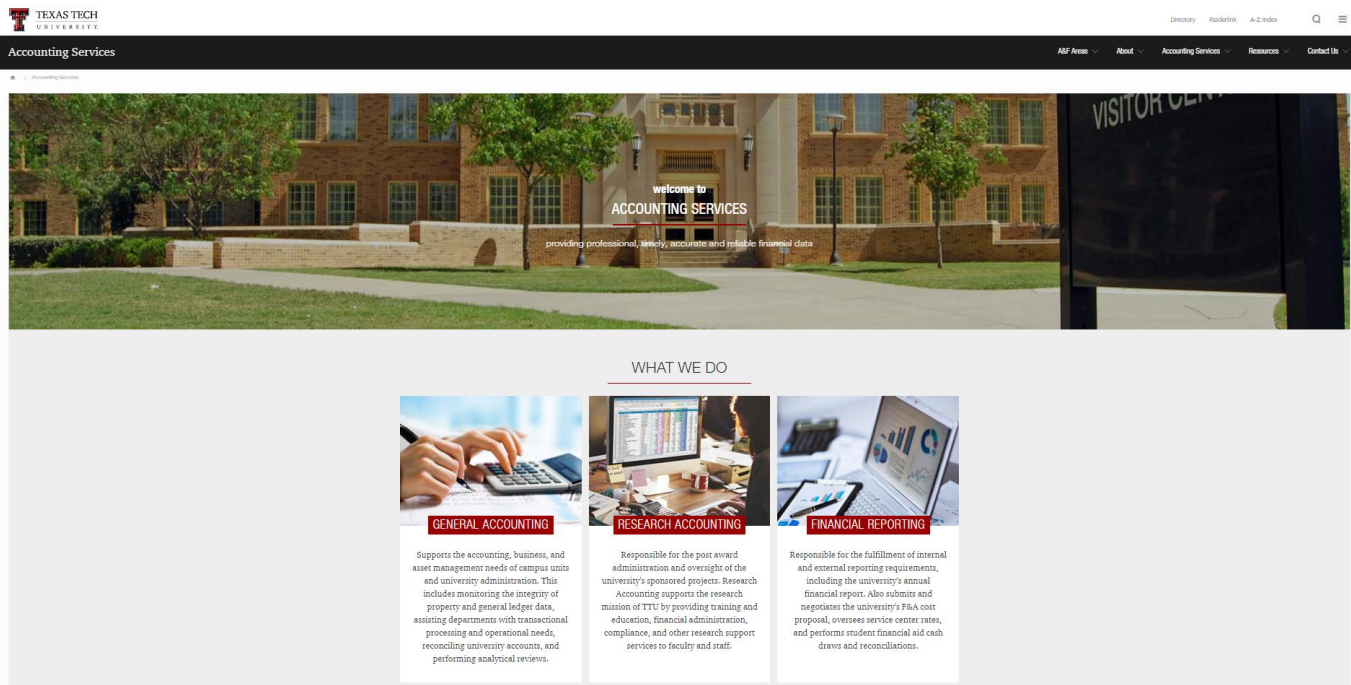 TEXAS TECH
UNIVERSITY.
Directory Raiderlink A-Z Index
Accounting Services
A&F Areas About Accounting Services Resources Contact Us
/ Accounting Services
VISITOR
welcome to
ACCOUNTING SERVICES
providing professional, timely, accurate and reliable financial data
WHAT WE DO
GENERAL ACCOUNTING
Supports the accounting, business, and
asset management needs of campus units
and university administration. This
includes monitoring the integrity of
property and general ledger data,
assisting departments with transactional
processing and operational needs,
reconciling university accounts, and
performing analytical reviews.
RESEARCH ACCOUNTING
Responsible for the post award
administration and oversight of the
university's sponsored projects. Research
Accounting supports the research
mission of TTU by providing training and
education, financial administration,
compliance, and other research support
services to faculty and staff.
FINANCIAL REPORTING
Responsible for the fulfillment of internal
and external reporting requirements,
including the university's annual
financial report. Also submits and
negotiates the university's F&A cost
proposal, oversees service center rates,
and performs student financial aid cash
draws and reconciliations.